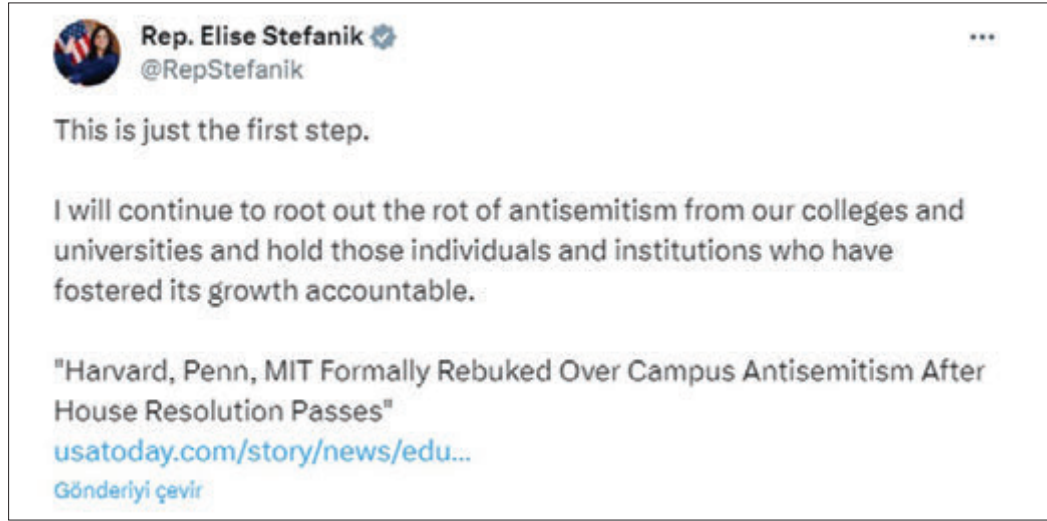 Rep. Elise Stefanik
@RepStefanik
This is just the first step.
I will continue to root out the rot of antisemitism from our colleges and
universities and hold those individuals and institutions who have
fostered its growth accountable.
"Harvard, Penn, MIT Formally Rebuked Over Campus Antisemitism After
House Resolution Passes"
usatoday.com/story/news/edu...
Gönderiyi çevir